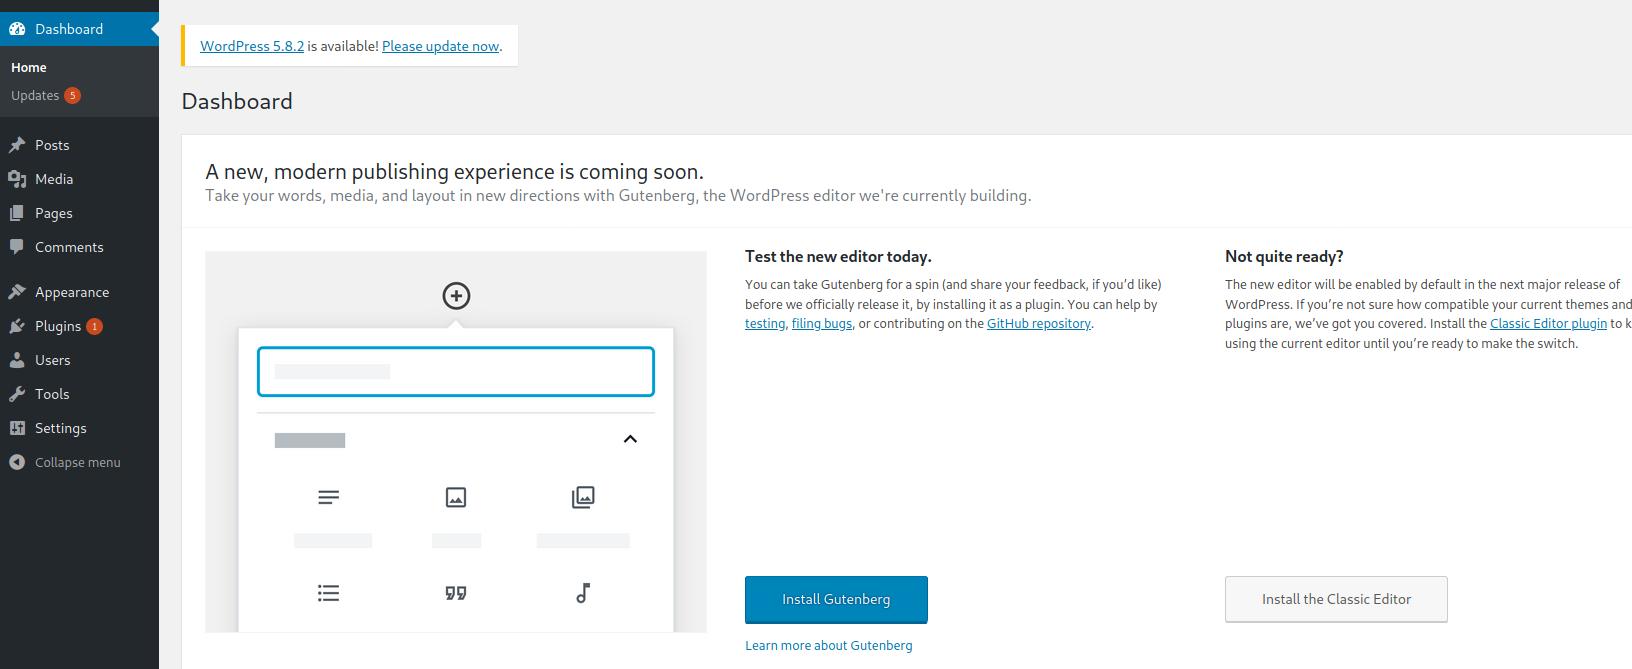 Dashboard
Home
Updates 5
Posts
Media
Pages
Comments
Appearance
Plugins 1
Users
Tools
Settings
Collapse menu
WordPress 5.8.2 is available! Please update now.
Dashboard
A new, modern publishing experience is coming soon.
Take your words, media, and layout in new directions with Gutenberg, the WordPress editor we're currently building.
Test the new editor today.
You can take Gutenberg for a spin (and share your feedback, if you’d like)
before we officially release it, by installing it as a plugin. You can help by
testing, filing bugs, or contributing on the GitHub repository.
Install Gutenberg
Learn more about Gutenberg
Not quite ready?
The new editor will be enabled by default in the next major release of
WordPress. If you’re not sure how compatible your current themes and
plugins are, we’ve got you covered. Install the Classic Editor plugin to k
using the current editor until you’re ready to make the switch.
Install the Classic Editor